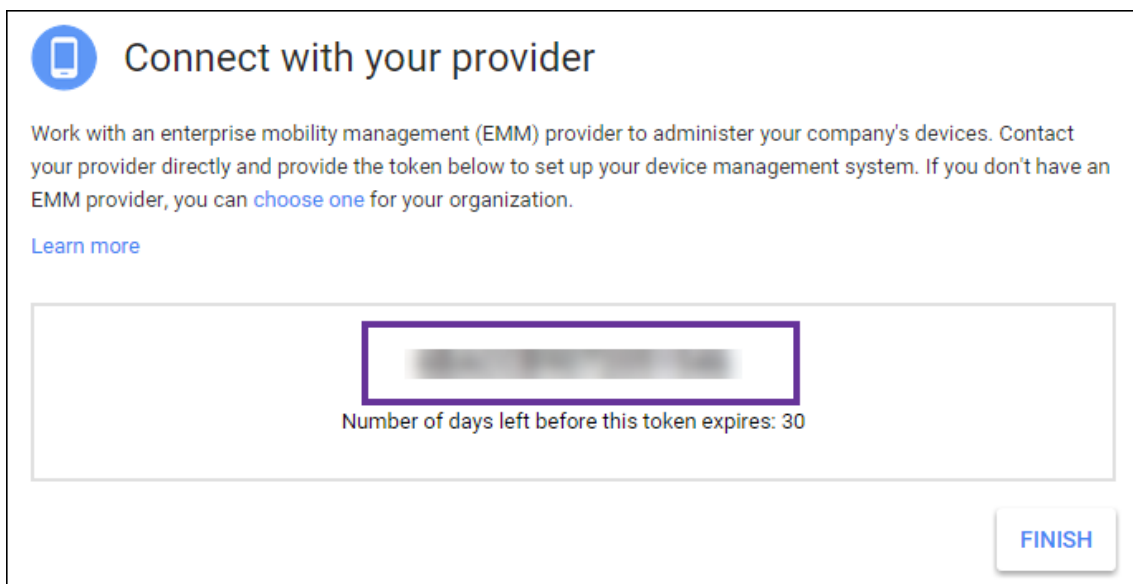 Connect with your provider
Work with an enterprise mobility management (EMM) provider to administer your company's devices. Contact
your provider directly and provide the token below to set up your device management system. If you don't have an
EMM provider, you can choose one for your organization.
Learn more
Number of days left before this token expires: 30
FINISH